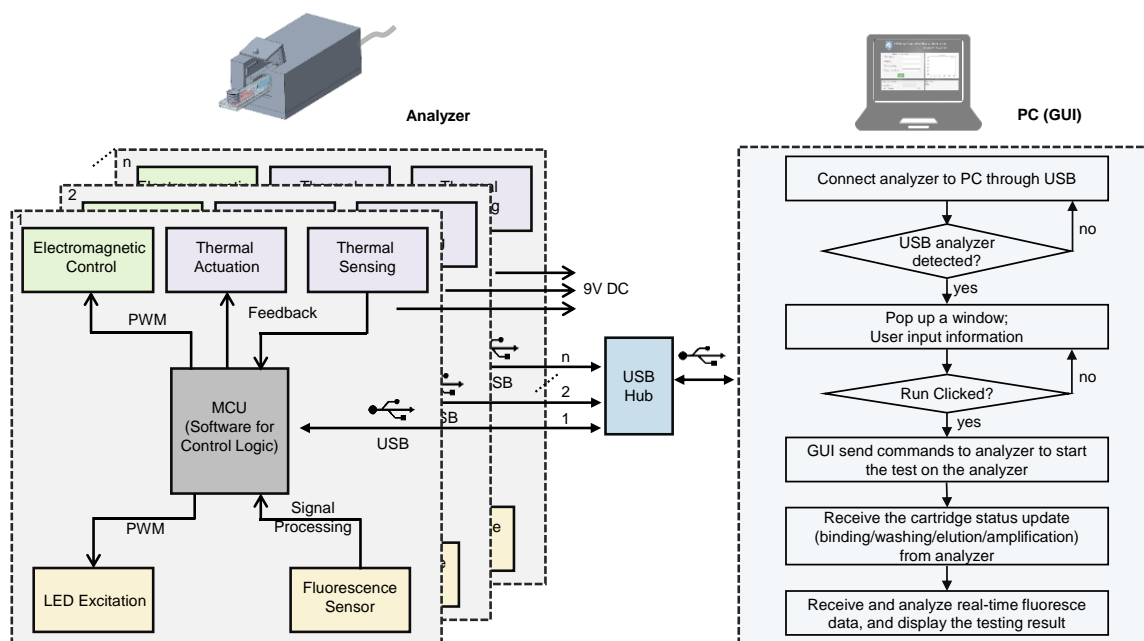 Analyzer
PC (GUI)
n
2
1
Electromagnetic
Control
Thermal
Actuation
Thermal
Sensing
PWM
Feedback
MCU
(Software for
Control Logic)
PWM
Signal
Processing
LED Excitation
Fluorescence
Sensor
9V DC
n
SB
2
SB
1
USB
USB
Hub
Connect analyzer to PC through USB
USB analyzer
detected?
no
yes
Pop up a window;
User input information
Run Clicked?
no
yes
GUI send commands to analyzer to start
the test on the analyzer
Receive the cartridge status update
(binding/washing/elution/amplification)
from analyzer
Receive and analyze real-time fluoresce
data, and display the testing result